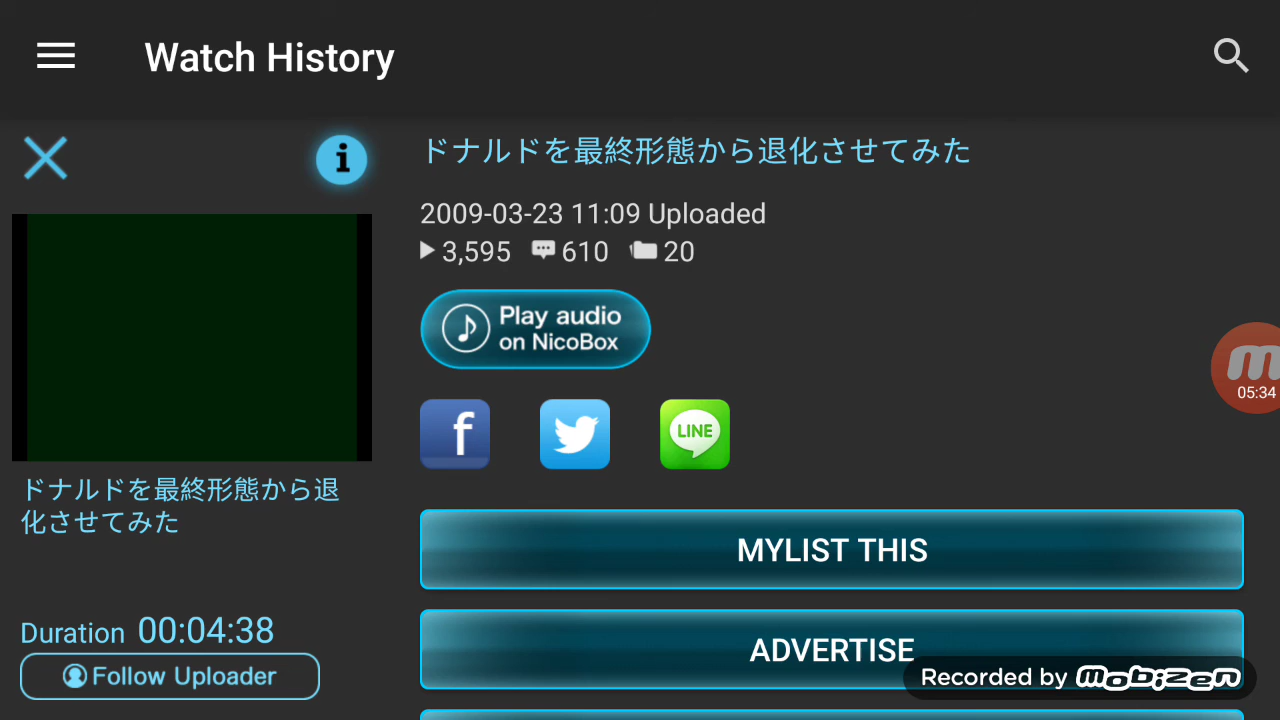 Watch History
ドナルドを最終形態から退化させてみた
2009-03-23 11:09 Uploaded
3,595 610 20
Play audio
on NicoBox
f
LINE
05:34
ドナルドを最終形態から退
化させてみた
MYLIST THIS
Duration 00:04:38
ADVERTISE
Follow Uploader
Recorded by mobizen